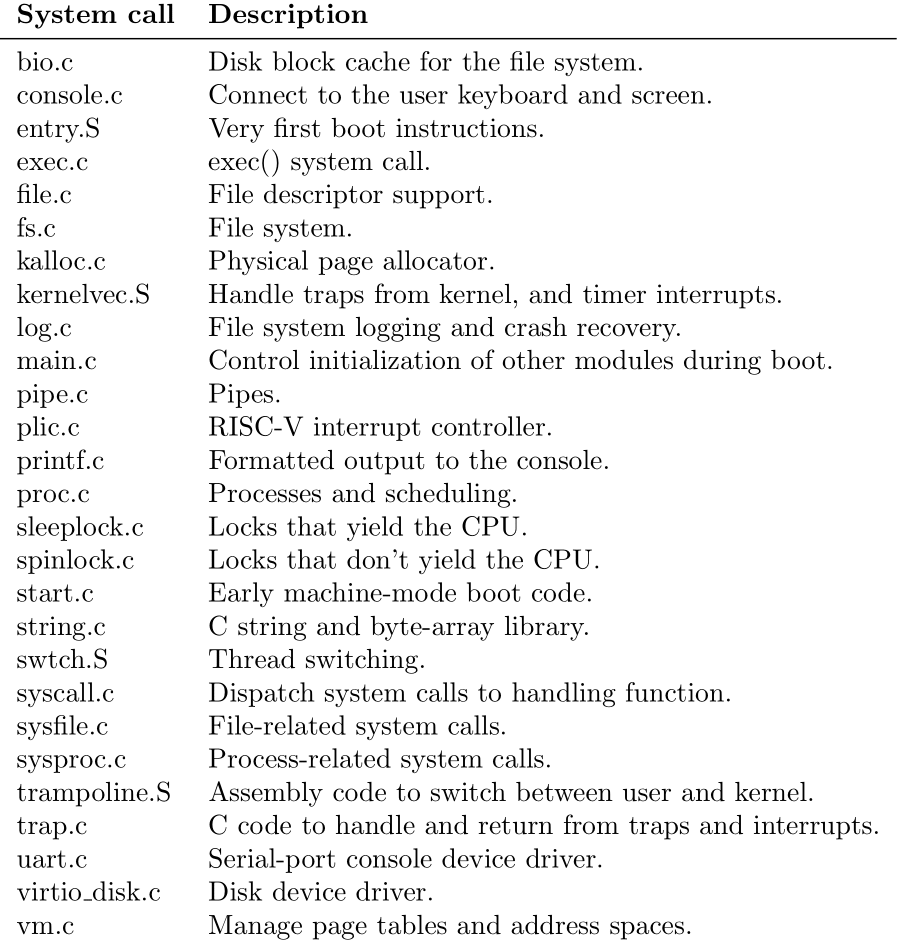 System call Description
bio.c Disk block cache for the file system.
console.c Connect to the user keyboard and screen.
entry.S Very first boot instructions.
exec.c exec() system call.
file.c File descriptor support.
fs.c File system.
kalloc.c Physical page allocator.
kernelvec.S Handle traps from kernel, and timer interrupts.
log.c File system logging and crash recovery.
main.c Control initialization of other modules during boot.
pipe.c Pipes.
plic.c RISC-V interrupt controller.
printf.c Formatted output to the console.
proc.c Processes and scheduling.
sleeplock.c Locks that yield the CPU.
spinlock.c Locks that don't yield the CPU.
start.c Early machine-mode boot code.
string.c C string and byte-array library.
swtch.S Thread switching.
syscall.c Dispatch system calls to handling function.
sysfile.c File-related system calls.
sysproc.c Process-related system calls.
trampoline.S Assembly code to switch between user and kernel.
trap.c C code to handle and return from traps and interrupts.
uart.c Serial-port console device driver.
virtio_disk.c Disk device driver.
vm.c Manage page tables and address spaces.